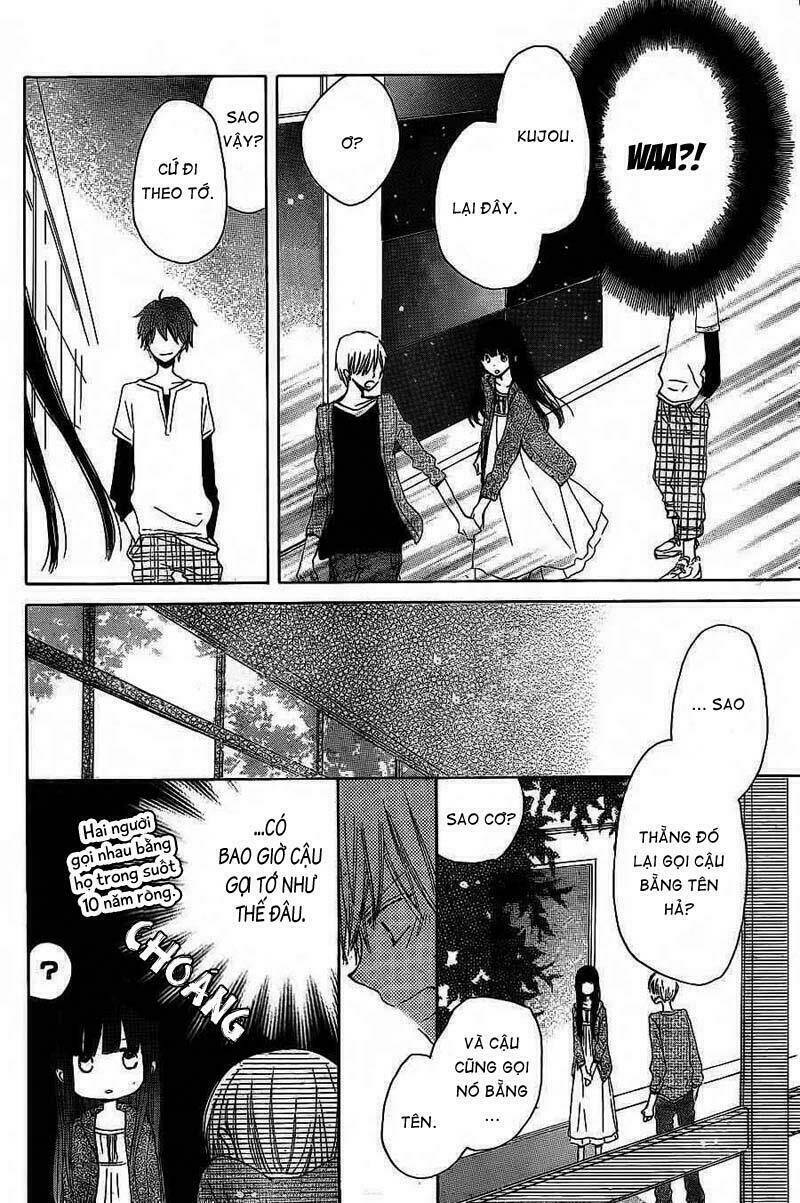 WAA?!
KUJOU.
LẠI ĐÂY.
Ơ?
SAO
VẬY?
CỨ ĐI
THEO TỚ.
... SAO
THẰNG ĐÓ
LẠI GỌI CẬU
BẰNG TÊN
HẢ?
SAO CƠ?
VÀ CẬU
CŨNG GỌI
NÓ BẰNG
TÊN. ...
...CÓ
BAO GIỜ CẬU
GỌI TỚ NHƯ
THẾ ĐÂU.
CHOÁNG
Hai người
gọi nhau bằng
họ trong suốt
10 năm ròng.
?